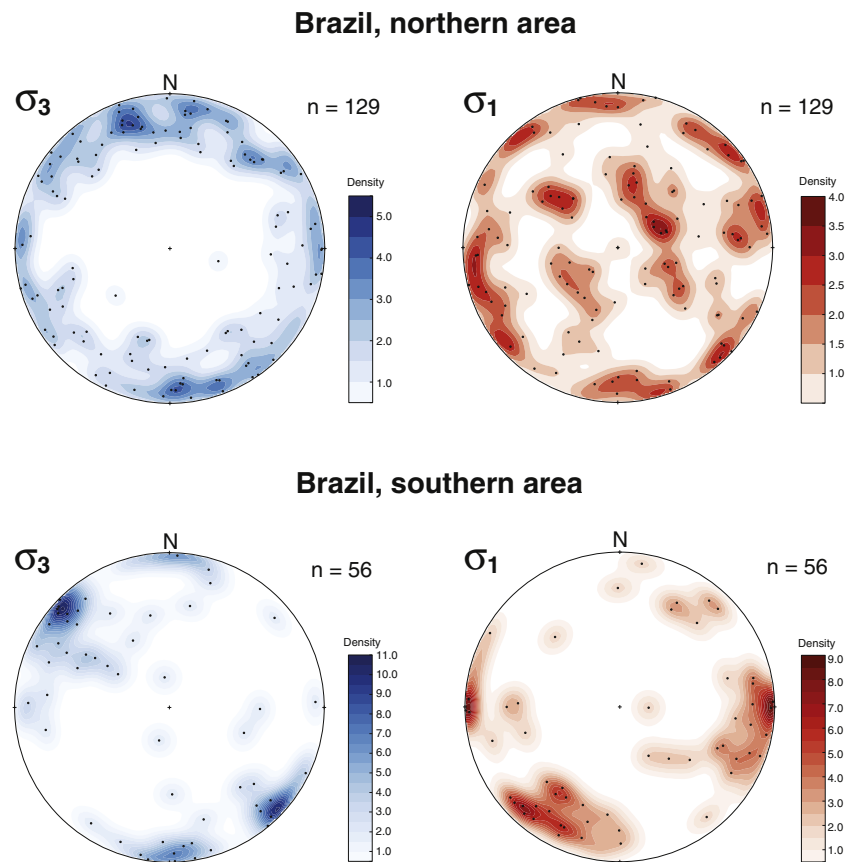 Brazil, northern area
σ3
N
n = 129
Density
5.0
4.0
3.0
2.0
1.0
σ1
N
n = 129
Density
4.0
3.5
3.0
2.5
2.0
1.5
1.0
Brazil, southern area
σ3
N
n = 56
Density
11.0
10.0
9.0
8.0
7.0
6.0
5.0
4.0
3.0
2.0
1.0
σ1
N
n = 56
Density
9.0
8.0
7.0
6.0
5.0
4.0
3.0
2.0
1.0